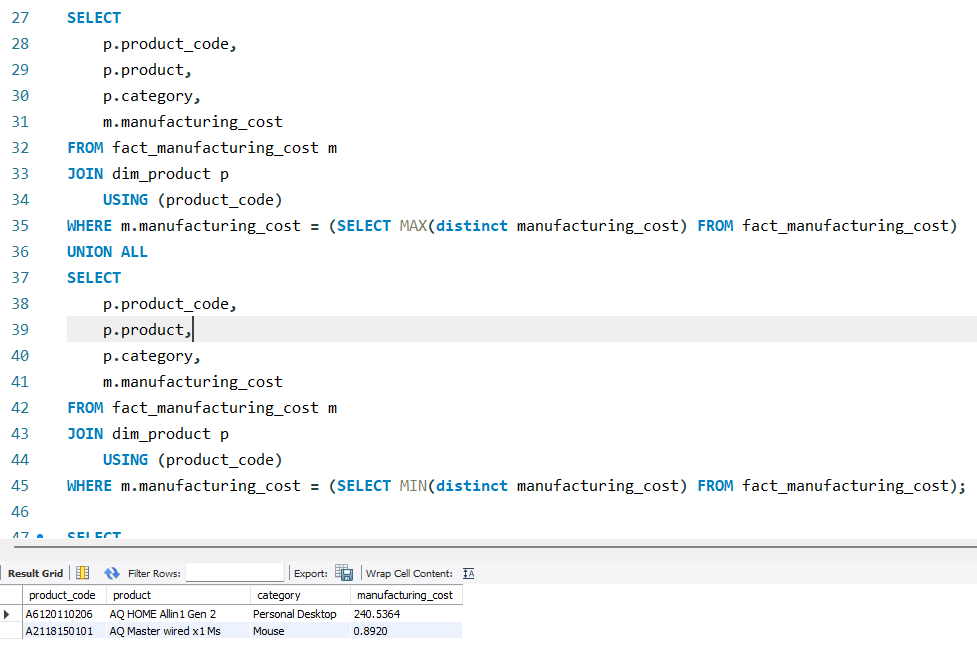 27 SELECT
28 p.product_code,
29 p.product,
30 p.category,
31 m.manufacturing_cost
32 FROM fact_manufacturing_cost m
33 JOIN dim_product p
34 USING (product_code)
35 WHERE m.manufacturing_cost = (SELECT MAX(distinct manufacturing_cost) FROM fact_manufacturing_cost)
36 UNION ALL
37 SELECT
38 p.product_code,
39 p.product,
40 p.category,
41 m.manufacturing_cost
42 FROM fact_manufacturing_cost m
43 JOIN dim_product p
44 USING (product_code)
45 WHERE m.manufacturing_cost = (SELECT MIN(distinct manufacturing_cost) FROM fact_manufacturing_cost);
46
47 SELECT
Result Grid Filter Rows: Export: Wrap Cell Content: IA
product_code product category manufacturing_cost
A6120110206 AQ HOME Allin1 Gen 2 Personal Desktop 240.5364
A2118150101 AQ Master wired x1 Ms Mouse 0.8920